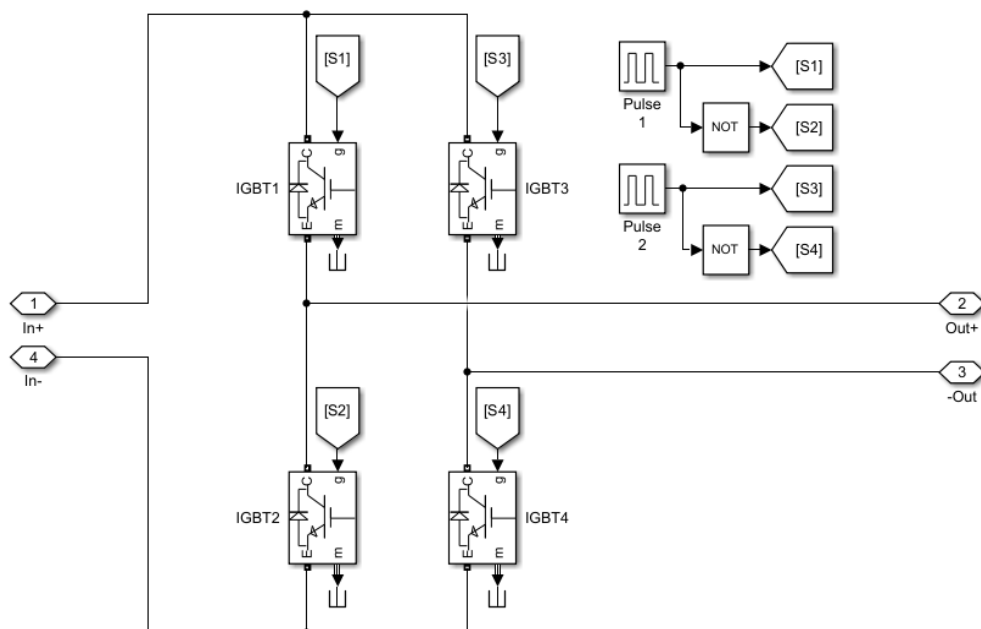 [S1]
[S3]
C
g
E
m
IGBT1
C
g
E
m
IGBT3
Pulse
1
[S1]
NOT
[S2]
Pulse
2
[S3]
NOT
[S4]
1
In+
4
In-
2
Out+
3
-Out
[S2]
[S4]
C
g
E
m
IGBT2
C
g
E
m
IGBT4